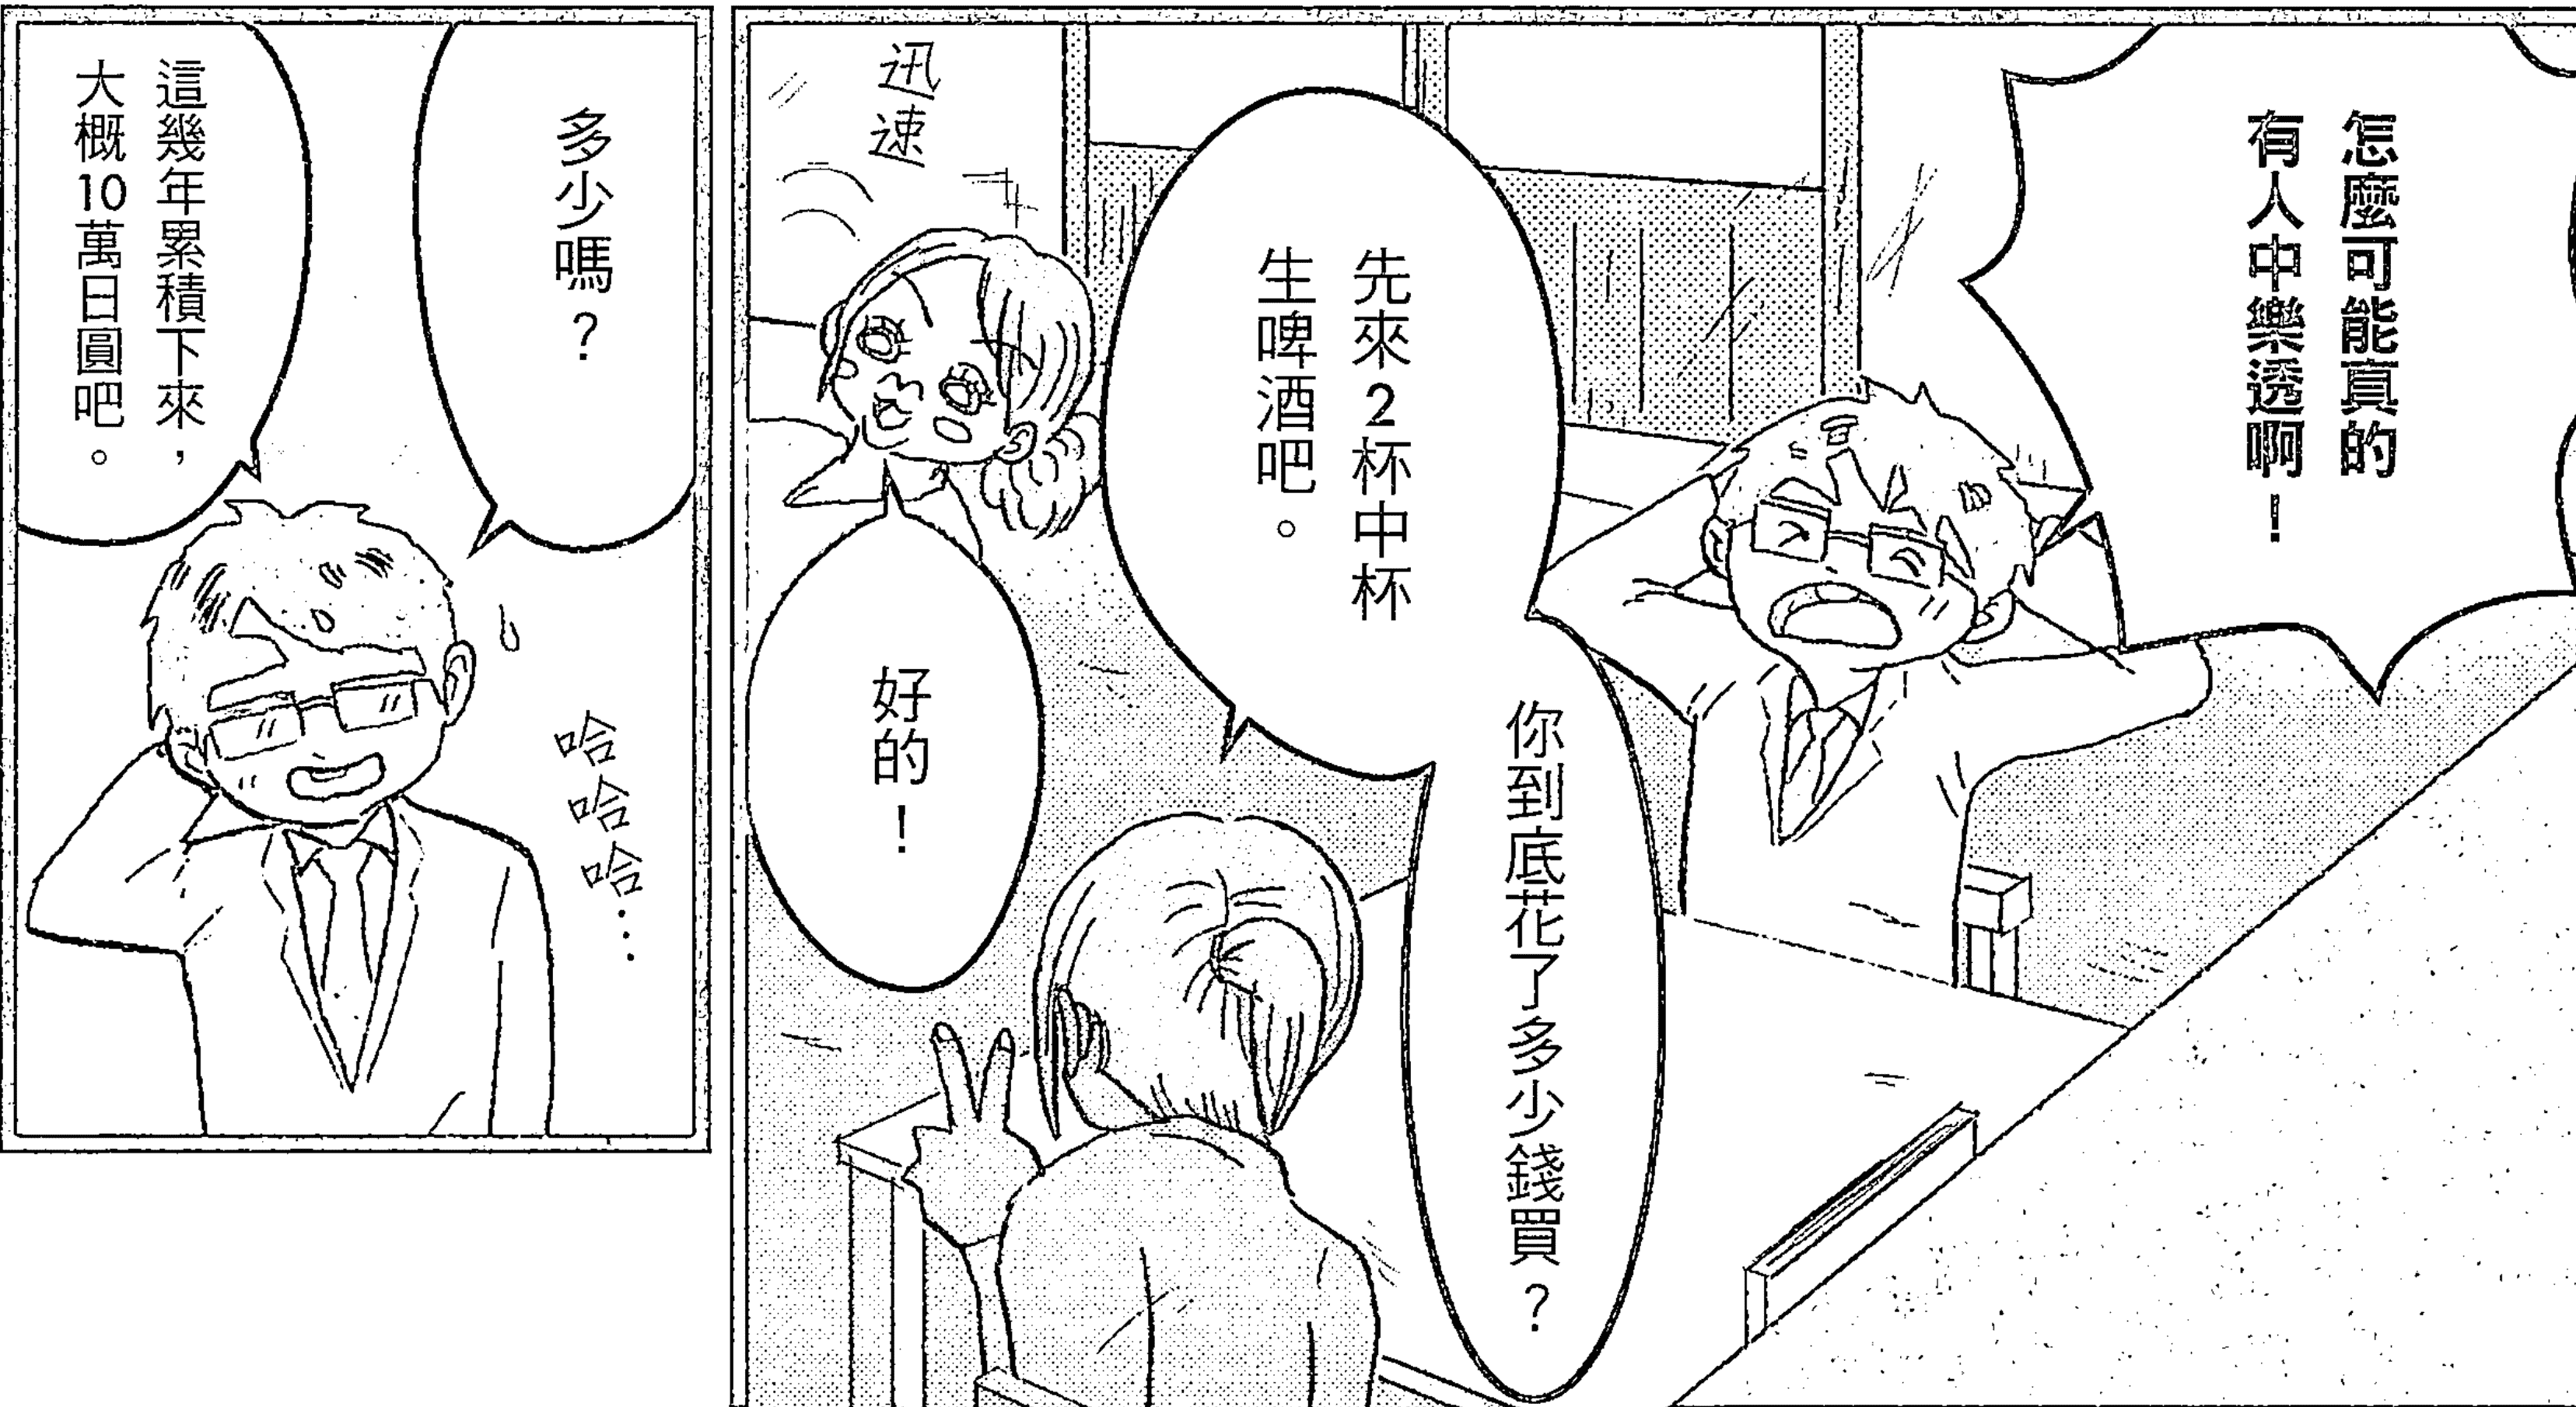 怎麼可能真的
有人中樂透啊！
你到底花了多少錢買？
先來2杯中杯
生啤酒吧。
迅速
好的！
多少嗎？
這幾年累積下來，
大概10萬日圓吧。
哈哈哈…